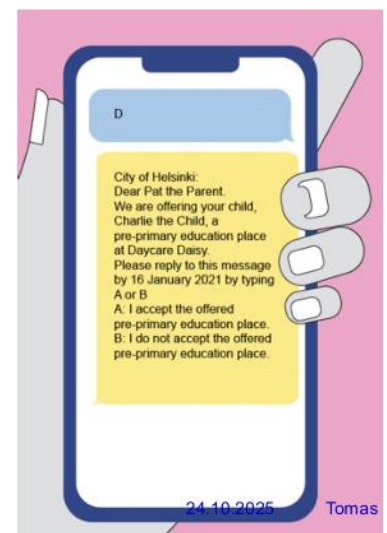 D
City of Helsinki:
Dear Pat the Parent.
We are offering your child,
Charlie the Child, a
pre-primary education place
at Daycare Daisy.
Please reply to this message
by 16 January 2021 by typing
A or B
A: I accept the offered
pre-primary education place.
B: I do not accept the offered
pre-primary education place.
24.10.2025 Tomas